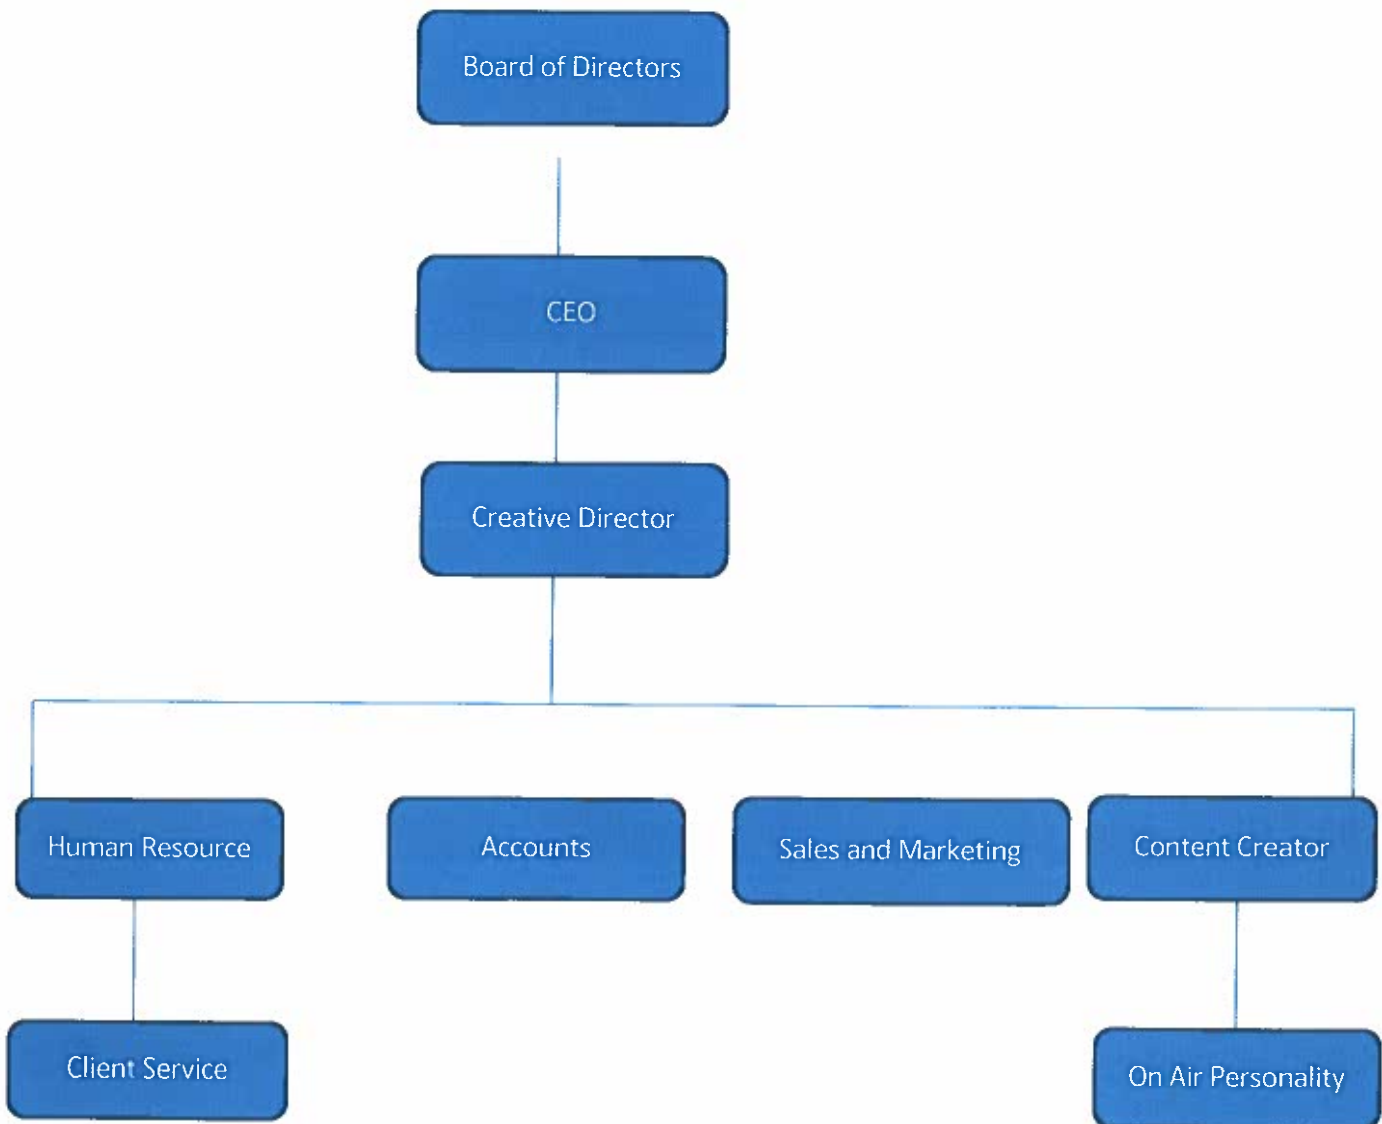 Board of Directors
CEO
Creative Director
Human Resource
Accounts
Sales and Marketing
Content Creator
Client Service
On Air Personality